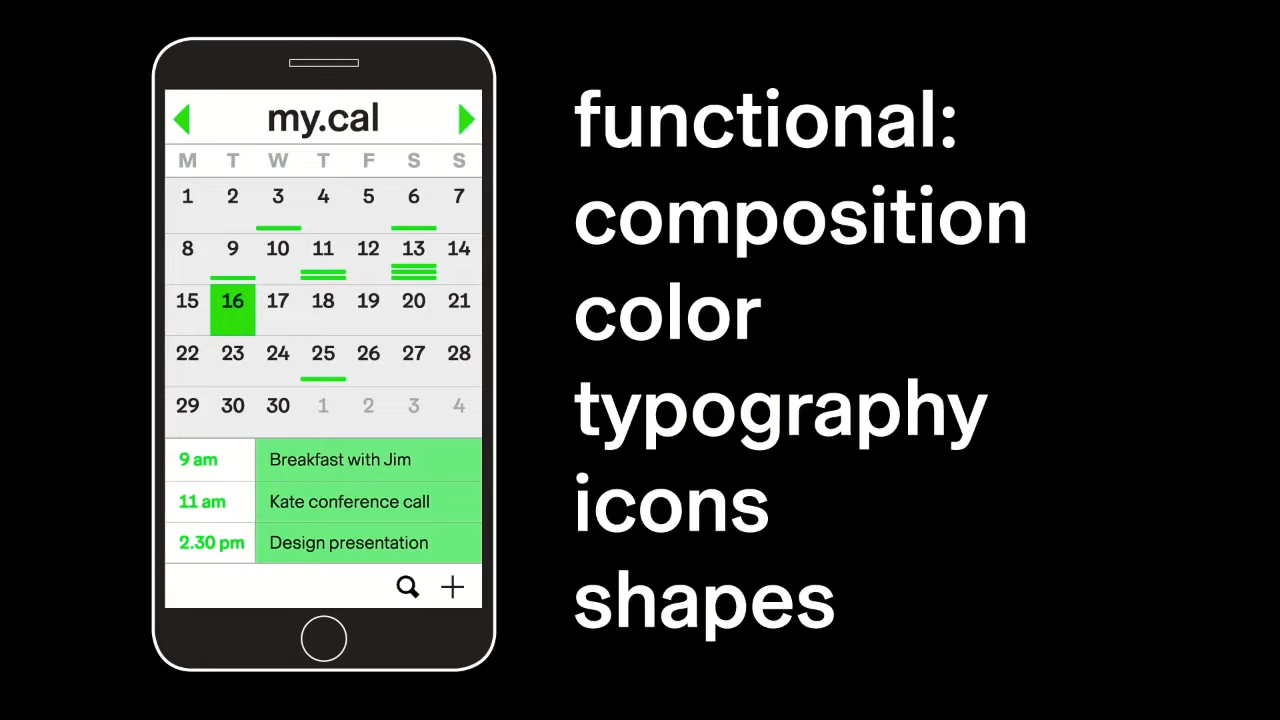 my.cal
M T W T F S S
1 2 3 4 5 6 7
8 9 10 11 12 13 14
15 16 17 18 19 20 21
22 23 24 25 26 27 28
29 30 30 1 2 3 4
9 am Breakfast with Jim
11 am Kate conference call
2.30 pm Design presentation
functional:
composition
color
typography
icons
shapes